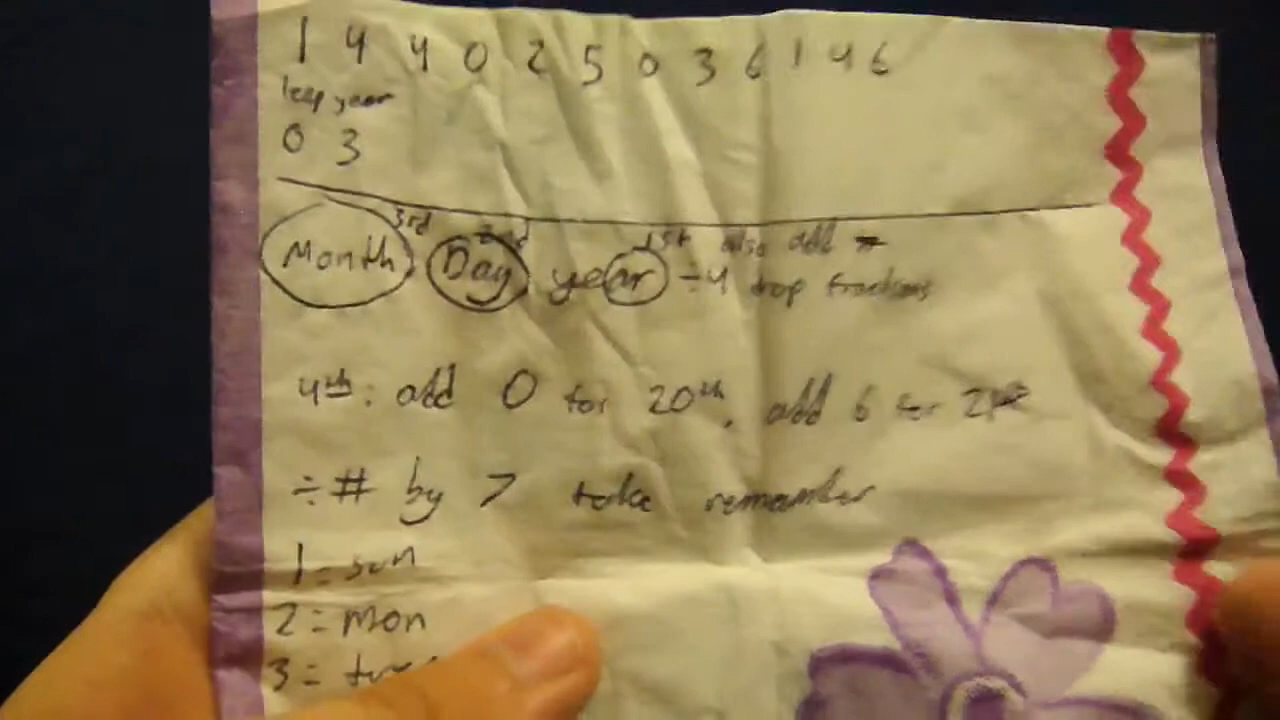 1 4 4 0 2 5 0 3 6 1 4 6
leap year
0 3
3rd 2nd 1st also add
Month Day year ÷4 drop fractions
4th: add 0 for 20th, add 6 for 21st
÷ # by 7 take remander
1 = sun
2 = mon
3 =